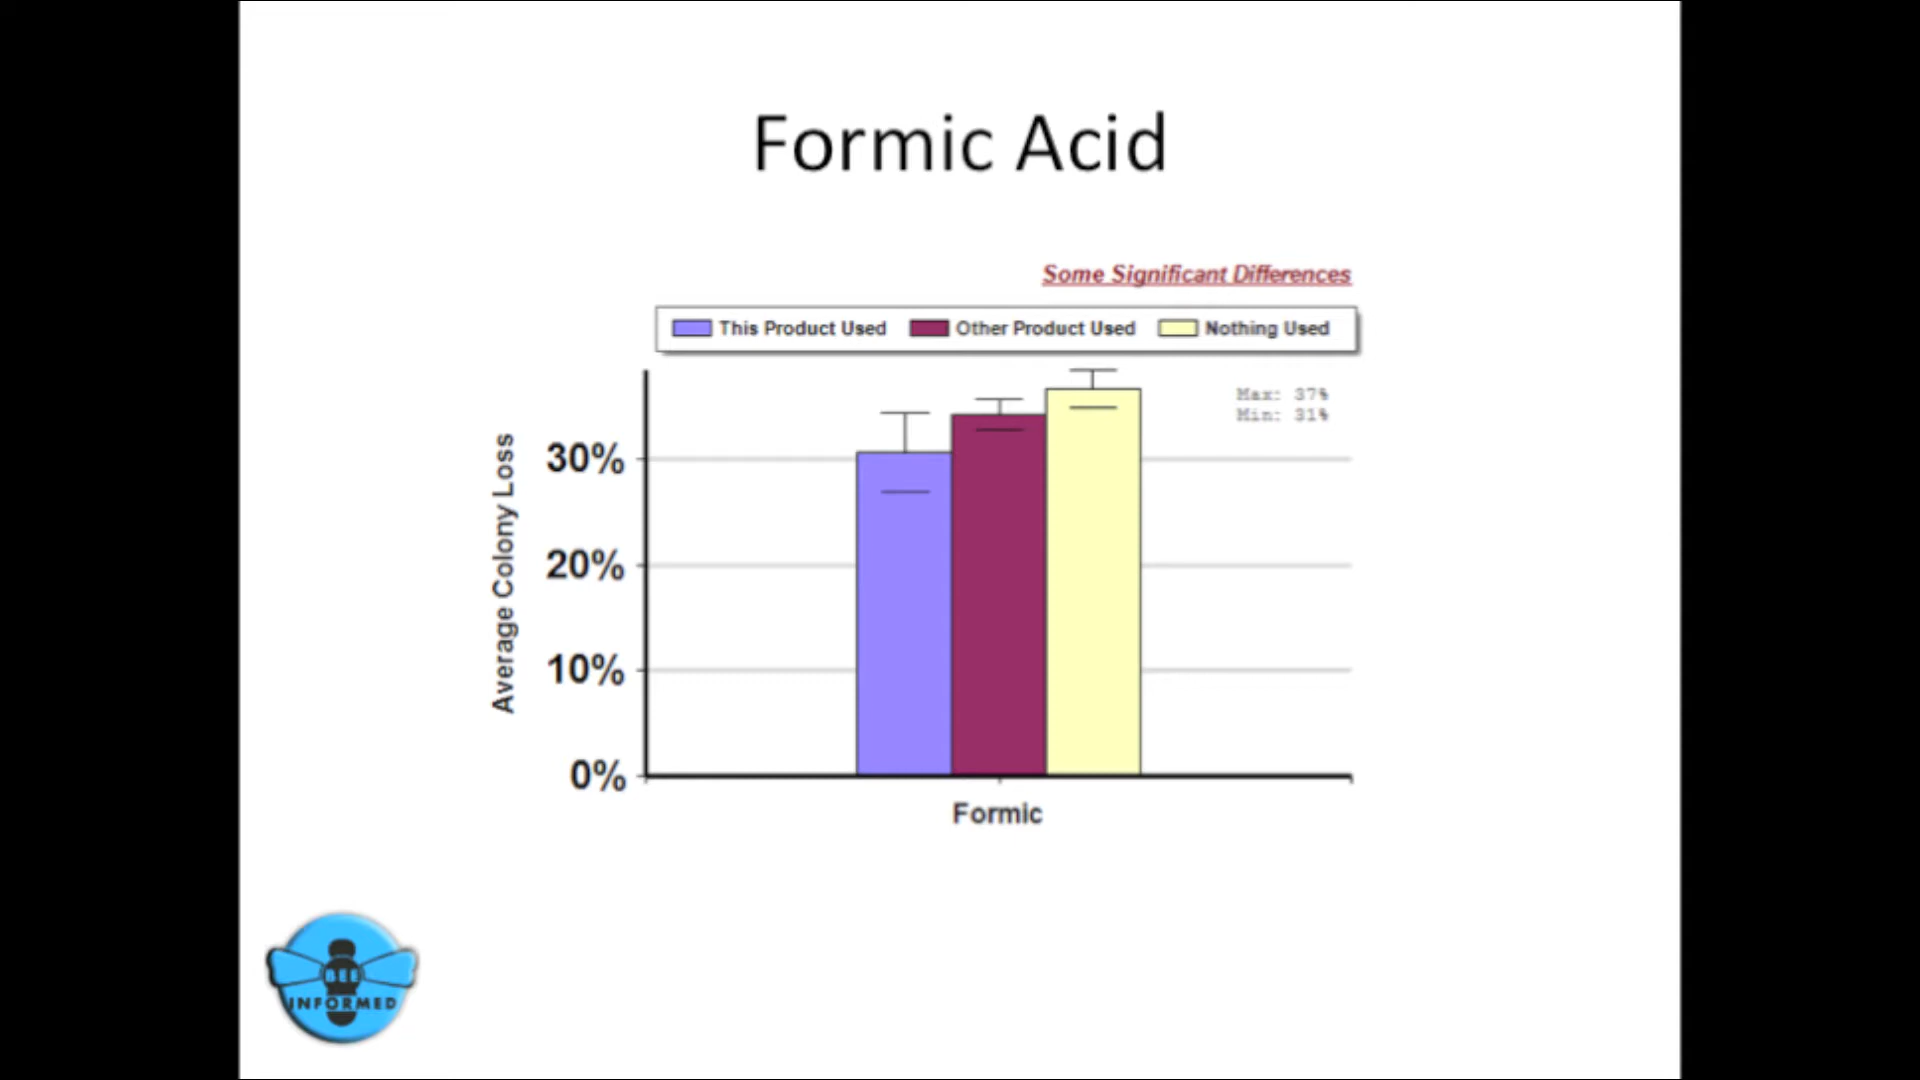 Formic Acid
Some Significant Differences
This Product Used Other Product Used Nothing Used
Max: 37%
Min: 31%
Average Colony Loss
30%
20%
10%
0%
Formic
BEE
INFORMED